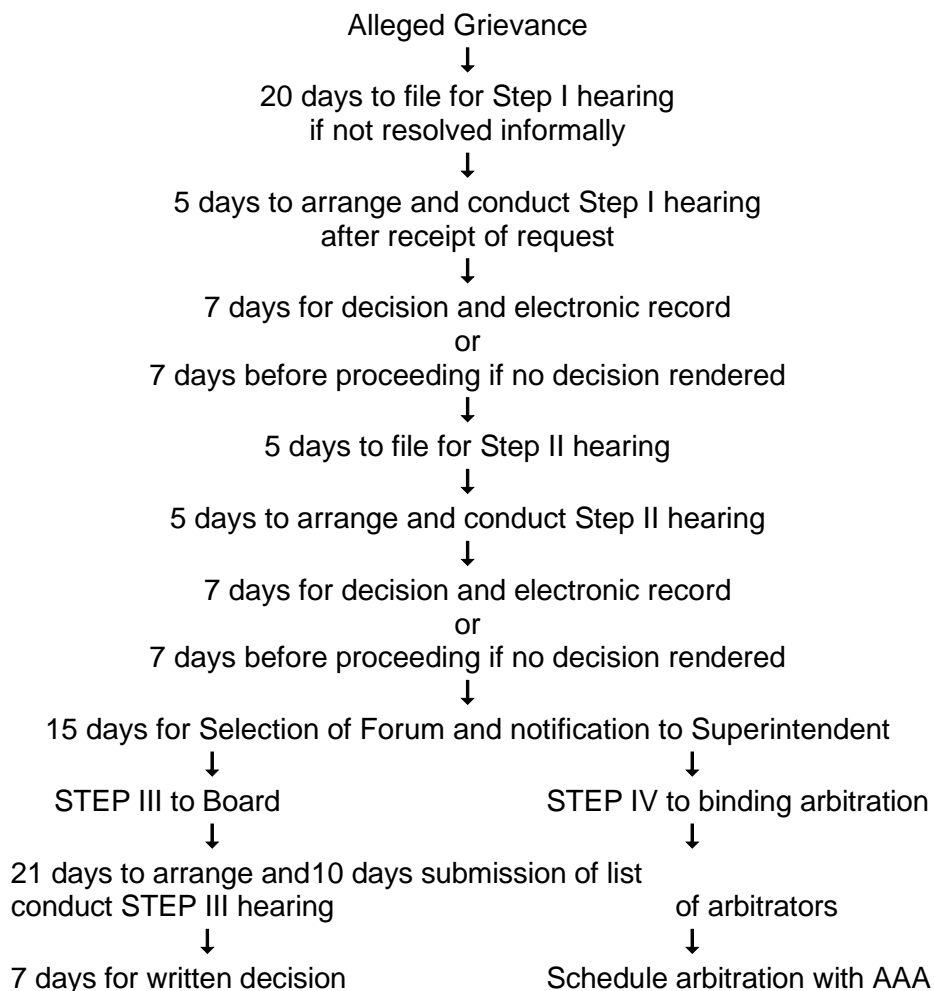 Alleged Grievance
↓
20 days to file for Step I hearing
if not resolved informally
↓
5 days to arrange and conduct Step I hearing
after receipt of request
↓
7 days for decision and electronic record
or
7 days before proceeding if no decision rendered
↓
5 days to file for Step II hearing
↓
5 days to arrange and conduct Step II hearing
↓
7 days for decision and electronic record
or
7 days before proceeding if no decision rendered
↓
15 days for Selection of Forum and notification to Superintendent
↓ ↓
STEP III to Board STEP IV to binding arbitration
↓ ↓
21 days to arrange and10 days submission of list
conduct STEP III hearing of arbitrators
↓ ↓
7 days for written decision Schedule arbitration with AAA